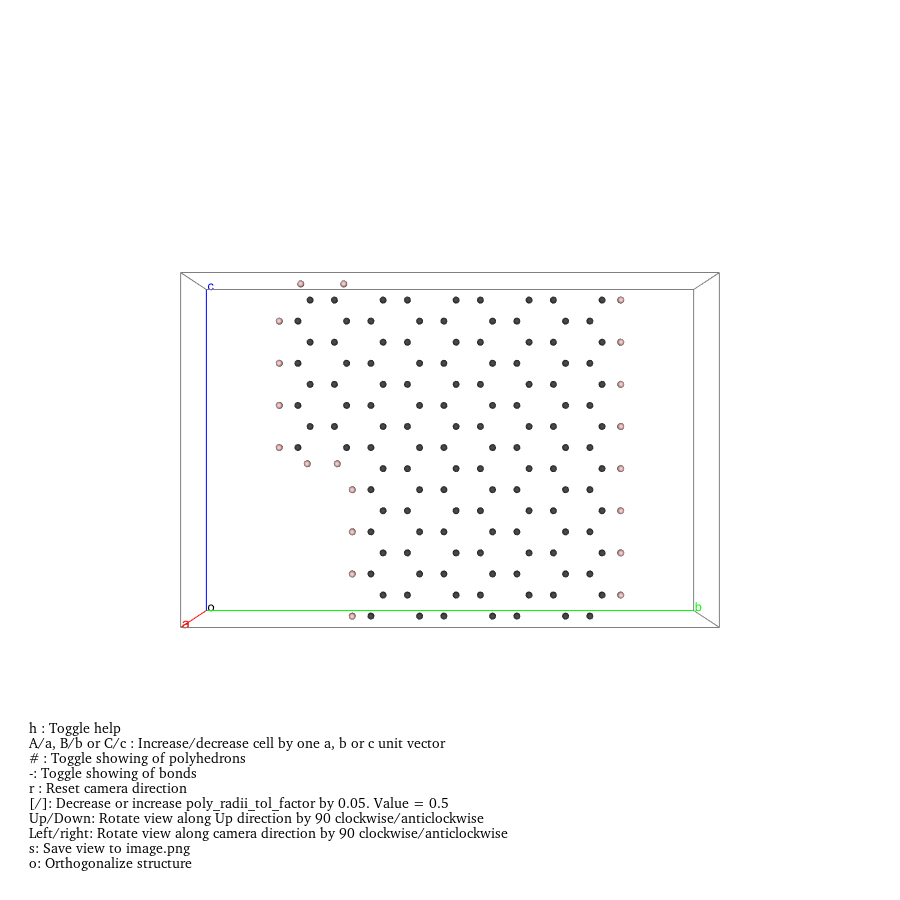 c
o
b
a
h : Toggle help
A/a, B/b or C/c : Increase/decrease cell by one a, b or c unit vector
# : Toggle showing of polyhedrons
-: Toggle showing of bonds
r : Reset camera direction
[/]: Decrease or increase poly_radii_tol_factor by 0.05. Value = 0.5
Up/Down: Rotate view along Up direction by 90 clockwise/anticlockwise
Left/right: Rotate view along camera direction by 90 clockwise/anticlockwise
s: Save view to image.png
o: Orthogonalize structure